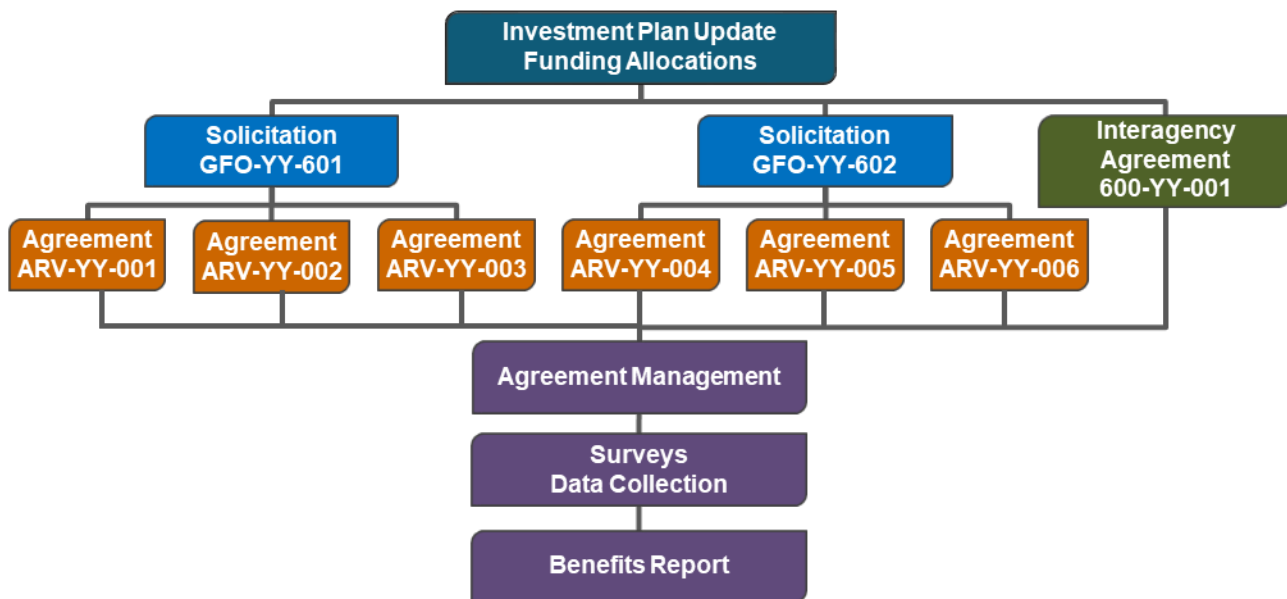 Investment Plan Update
Funding Allocations
Solicitation
GFO-YY-601
Solicitation
GFO-YY-602
Interagency
Agreement
600-YY-001
Agreement
ARV-YY-001
Agreement
ARV-YY-002
Agreement
ARV-YY-003
Agreement
ARV-YY-004
Agreement
ARV-YY-005
Agreement
ARV-YY-006
Agreement Management
Surveys
Data Collection
Benefits Report